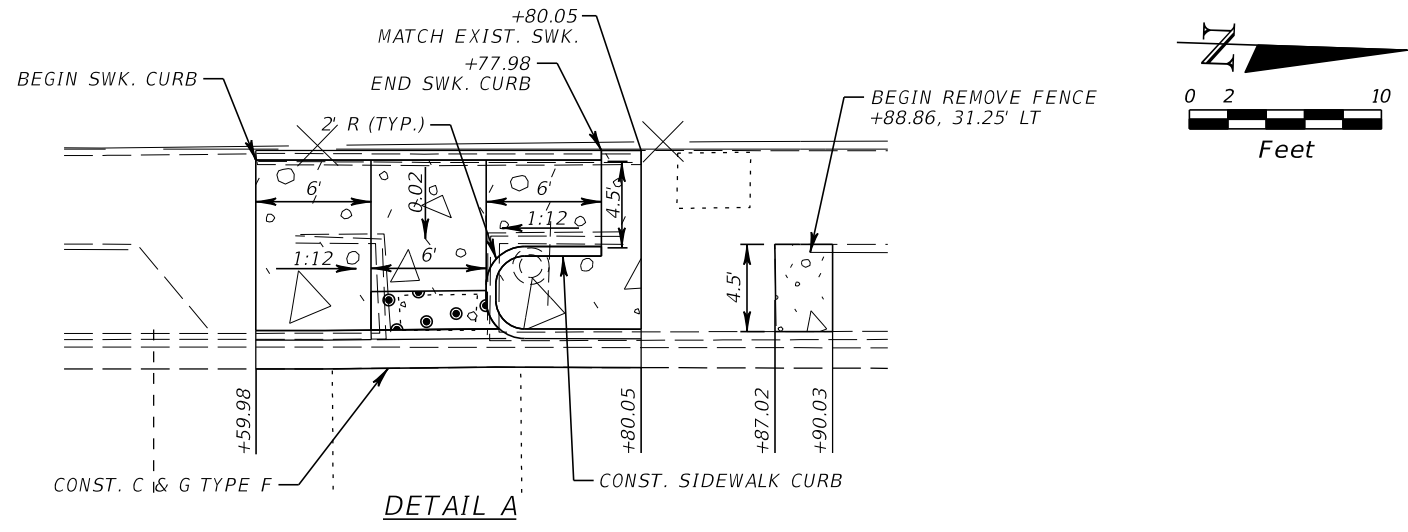 +80.05
MATCH EXIST. SWK.
+77.98
END SWK. CURB
BEGIN SWK. CURB
2' R (TYP.)
BEGIN REMOVE FENCE
+88.86, 31.25' LT
N
0 2 10
Feet
6'
0.02
6'
4.5'
1:12
1:12
6'
4.5'
+59.98
+80.05
+87.02
+90.03
CONST. C & G TYPE F
CONST. SIDEWALK CURB
DETAIL A